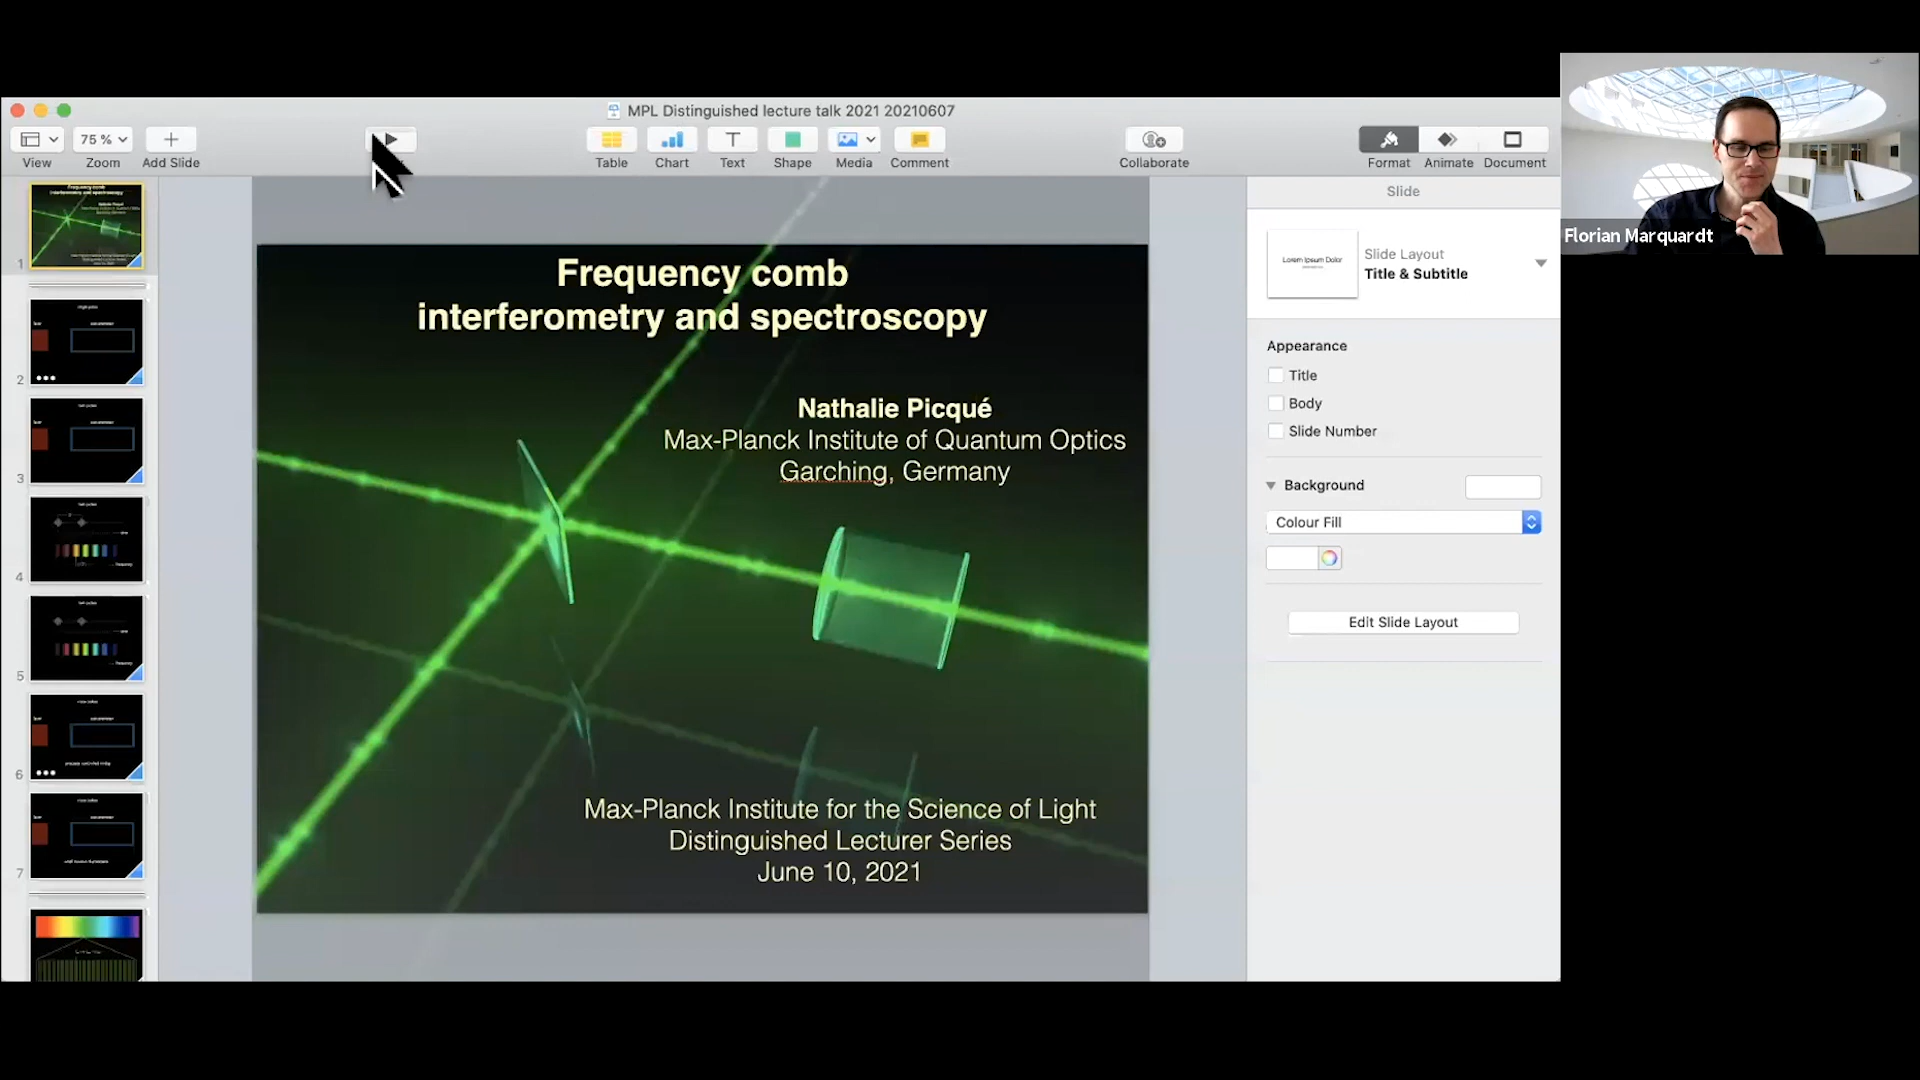 MPL Distinguished lecture talk 2021 20210607
75 %
View
Zoom
Add Slide
Table
Chart
Text
Shape
Media
Comment
Collaborate
Format
Animate
Document
Slide
Florian Marquardt
Lorem Ipsum Dolor
Slide Layout
Title & Subtitle
Appearance
Title
Body
Slide Number
Background
Colour Fill
Edit Slide Layout
1
2
3
4
5
6
7
Frequency comb
interferometry and spectroscopy
Nathalie Picqué
Max-Planck Institute of Quantum Optics
Garching, Germany
Max-Planck Institute for the Science of Light
Distinguished Lecturer Series
June 10, 2021